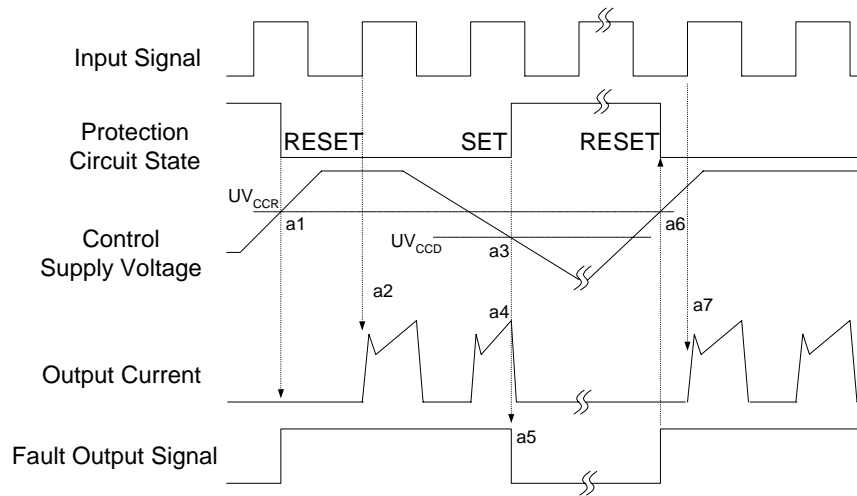 Input Signal
Protection
Circuit State
RESET
SET
RESET
UVCCR
a1
a6
Control
Supply Voltage
UVCCD
a3
a2
a4
a7
Output Current
a5
Fault Output Signal